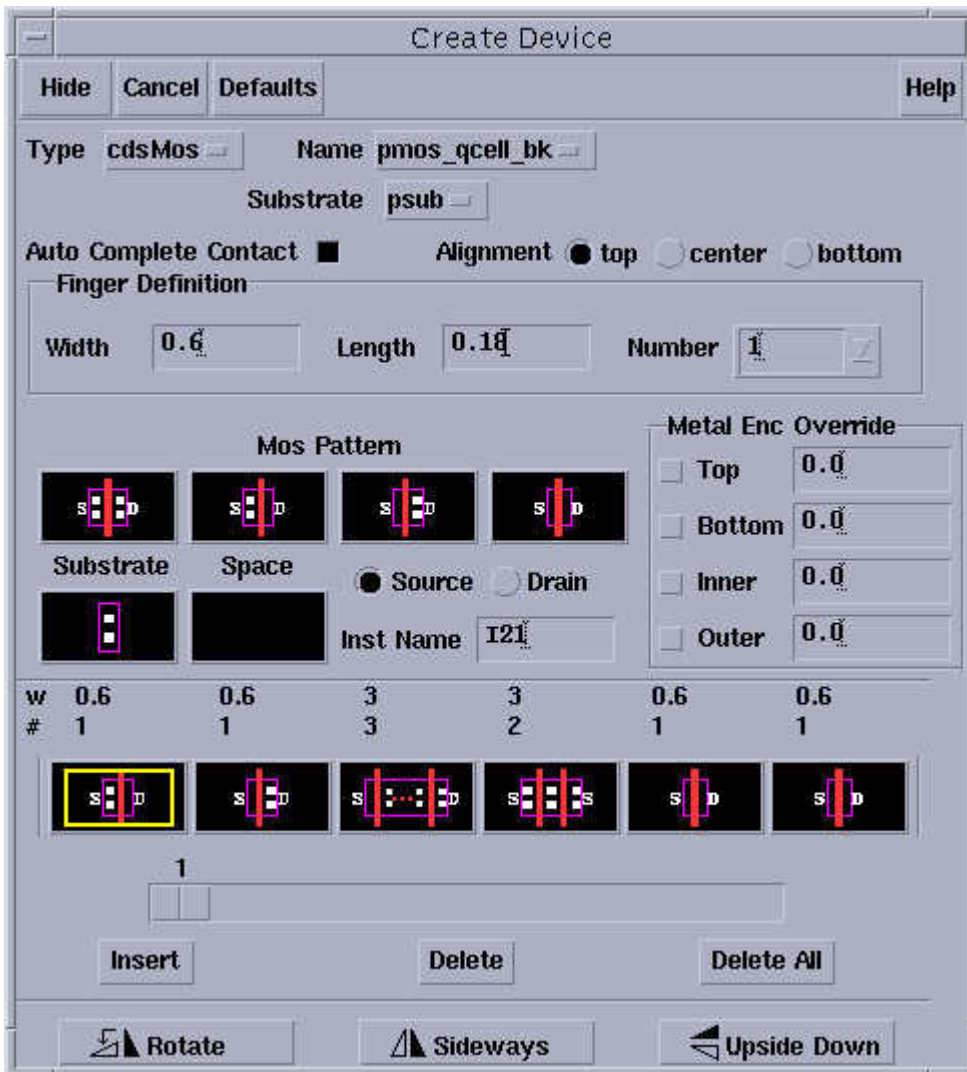 Create Device
Hide Cancel Defaults Help
Type cdsMos Name pmos_qcell_bk
Substrate psub
Auto Complete Contact Alignment top center bottom
Finger Definition
Width 0.6 Length 0.18 Number 1
Mos Pattern Metal Enc Override
Top 0.0
S D S D S D S D
Bottom 0.0
Substrate Space Source Drain Inner 0.0
Inst Name I21 Outer 0.0
w 0.6 0.6 3 3 0.6 0.6
# 1 1 3 2 1 1
S D S D S D S S S D S D
1
Insert Delete Delete All
Rotate Sideways Upside Down